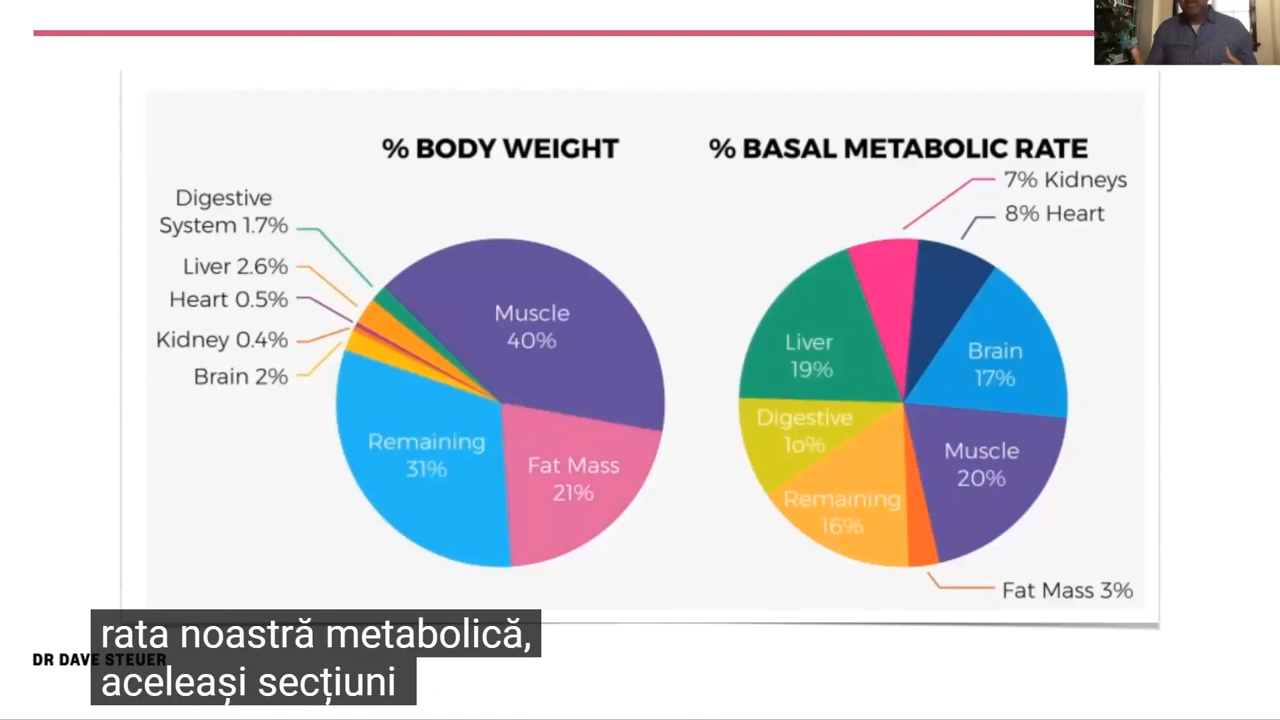 % BODY WEIGHT
Digestive
System 1.7%
Liver 2.6%
Heart 0.5%
Kidney 0.4%
Brain 2%
Muscle
40%
Remaining
31%
Fat Mass
21%
% BASAL METABOLIC RATE
7% Kidneys
8% Heart
Liver
19%
Brain
17%
Digestive
1o%
Muscle
20%
Remaining
16%
Fat Mass 3%
rata noastră metabolică,
DR DAVE STEUER
aceleași secțiuni